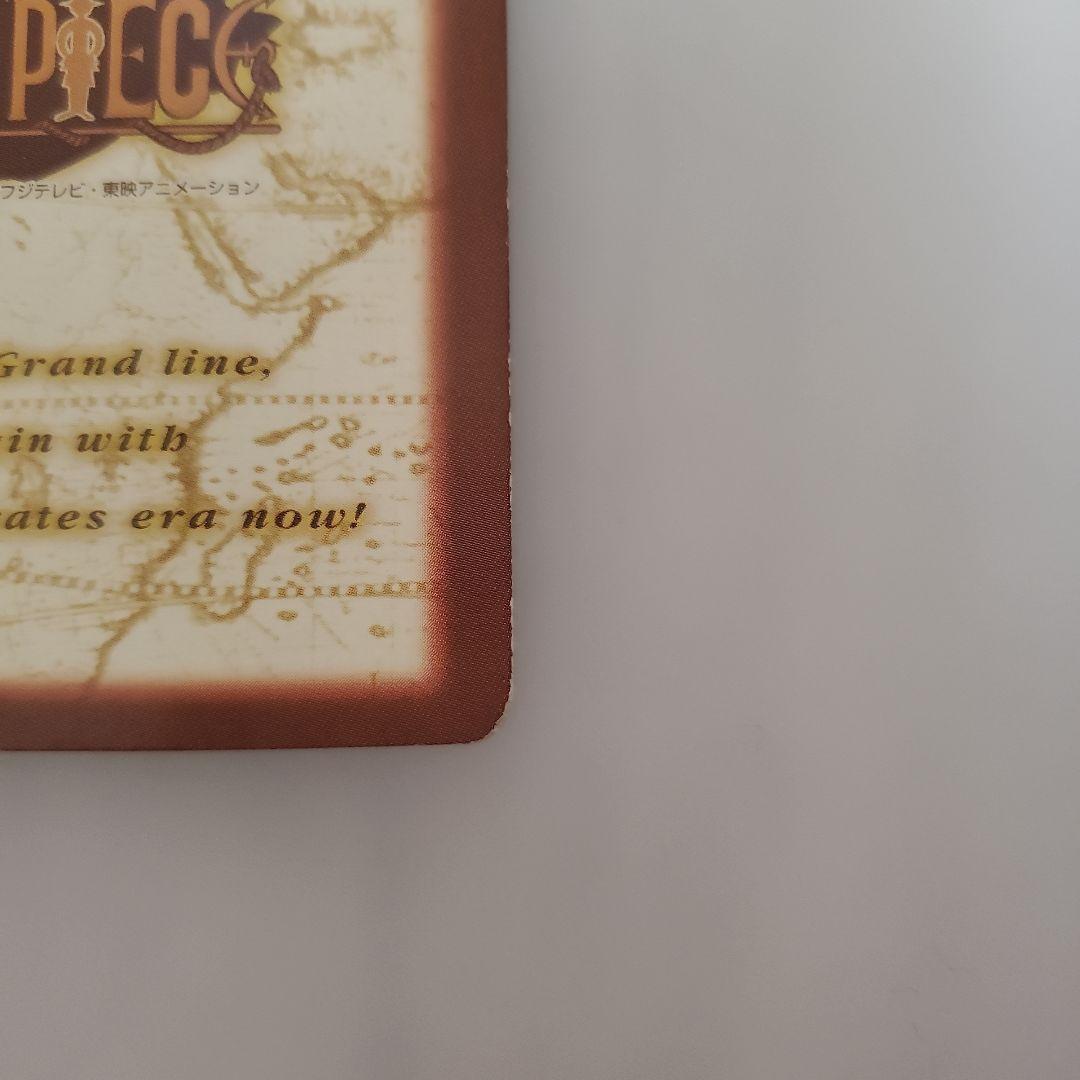 PIECE
フジテレビ・東映アニメーション
Grand line,
in with
ates era now!